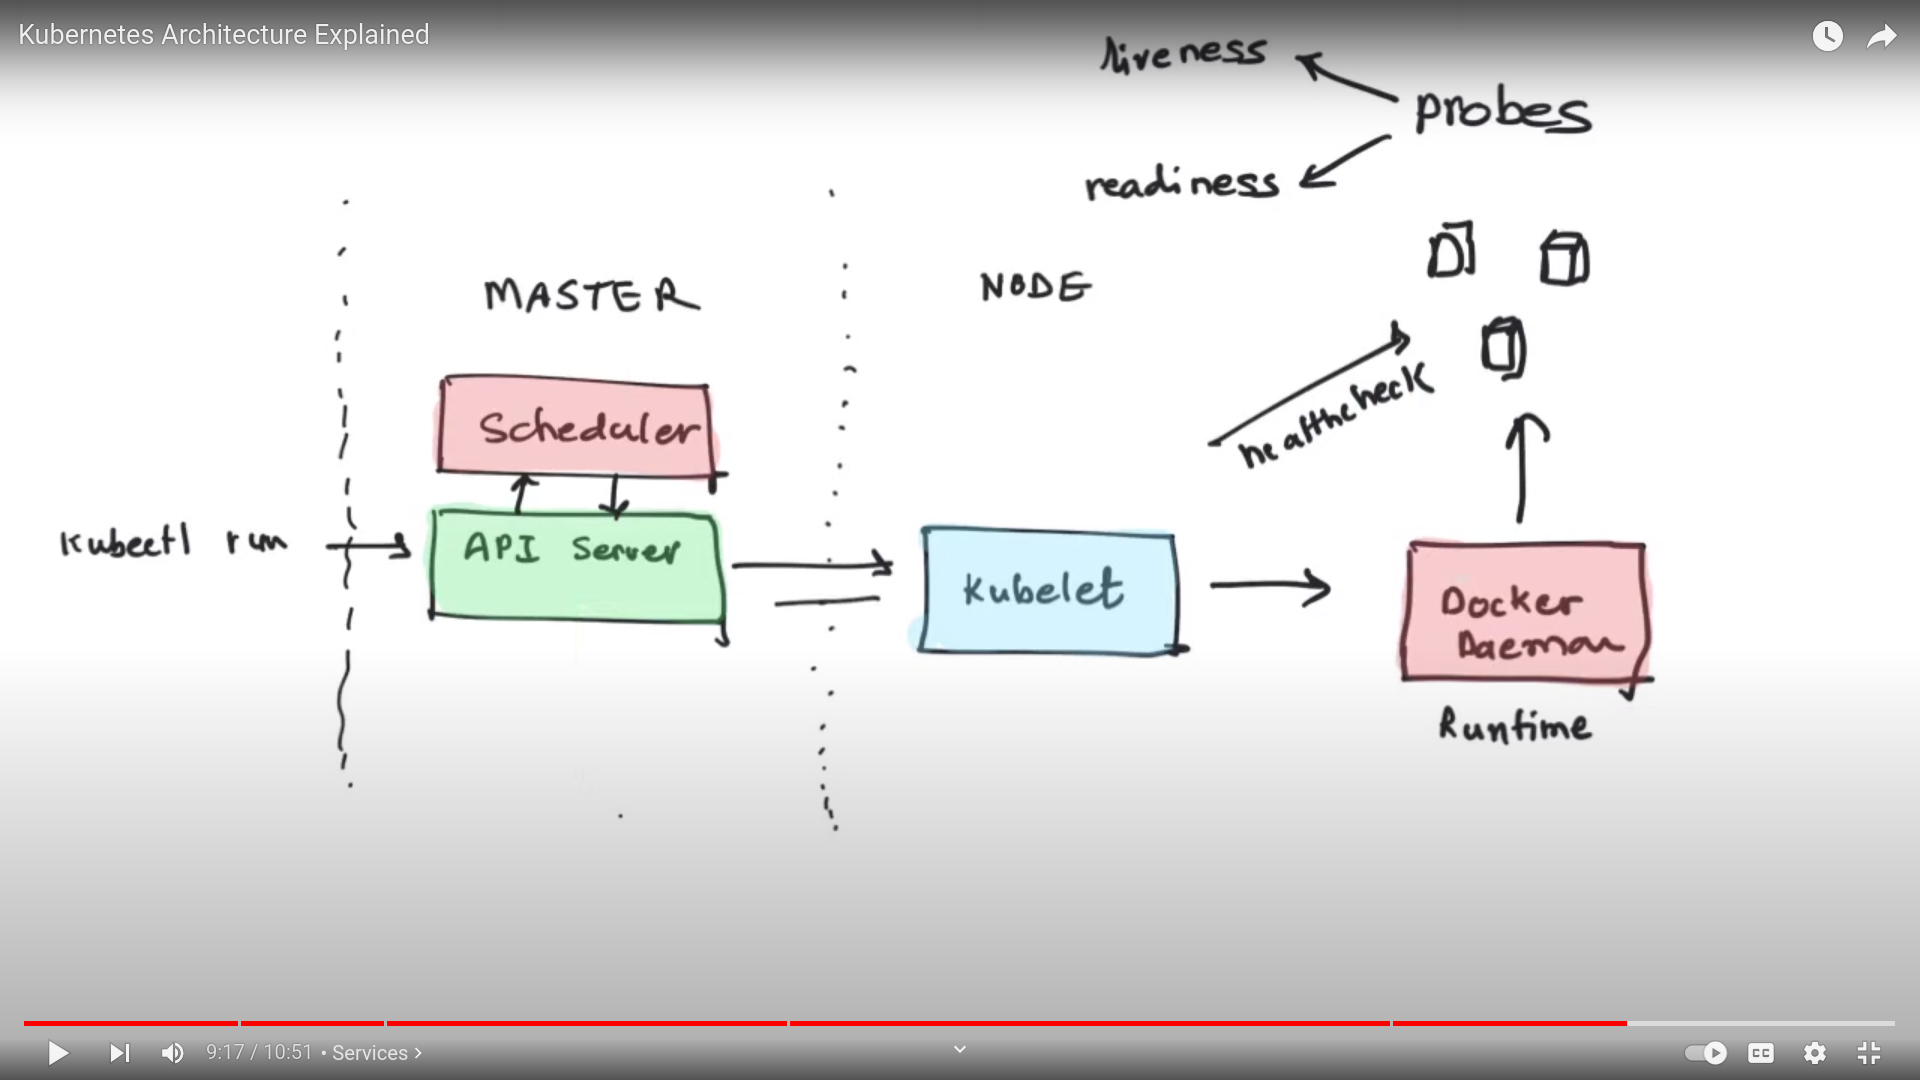 Kubernetes Architecture Explained
liveness
probes
readiness
MASTER
NODE
Scheduler
healthcheck
kubectl run
API Server
Kubelet
Docker
Daemon
Runtime
9:17 / 10:51 • Services >
CC